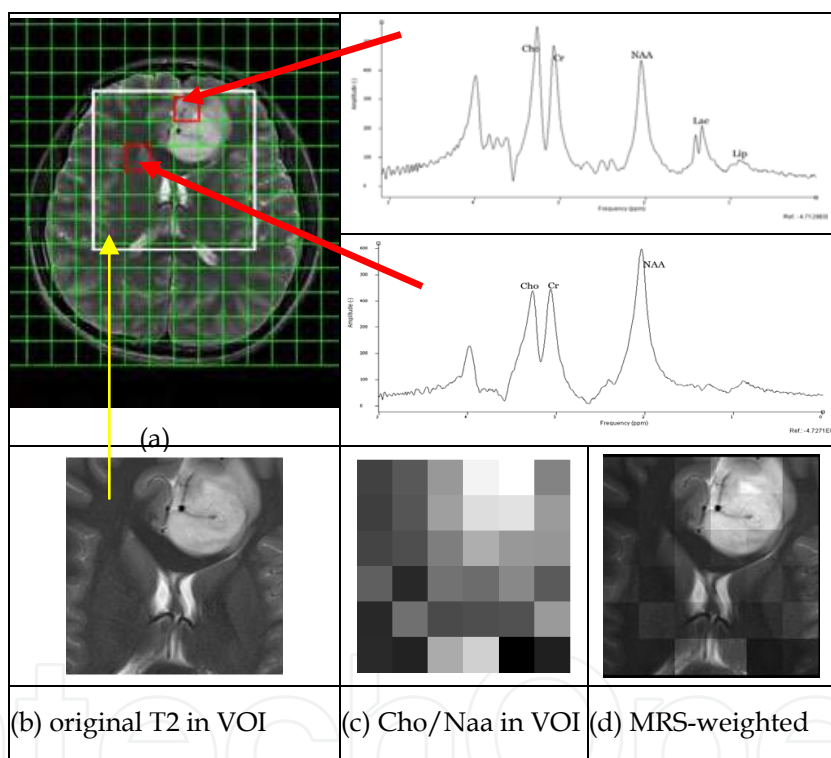 Cho
Cr
NAA
Lac
Lip
Amplitude (-)
Frequency (ppm)
Cho
Cr
NAA
Amplitude (-)
Frequency (ppm)
(a)
(b) original T2 in VOI
(c) Cho/Naa in VOI
(d) MRS-weighted